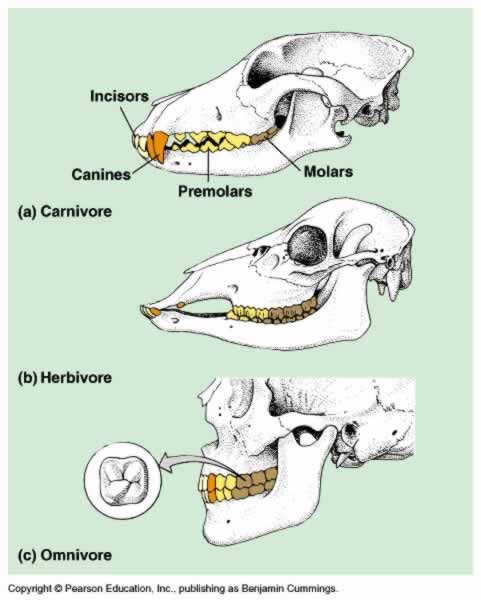 Incisors
Canines
Premolars
Molars
(a) Carnivore
(b) Herbivore
(c) Omnivore
Copyright © Pearson Education, Inc., publishing as Benjamin Cummings.